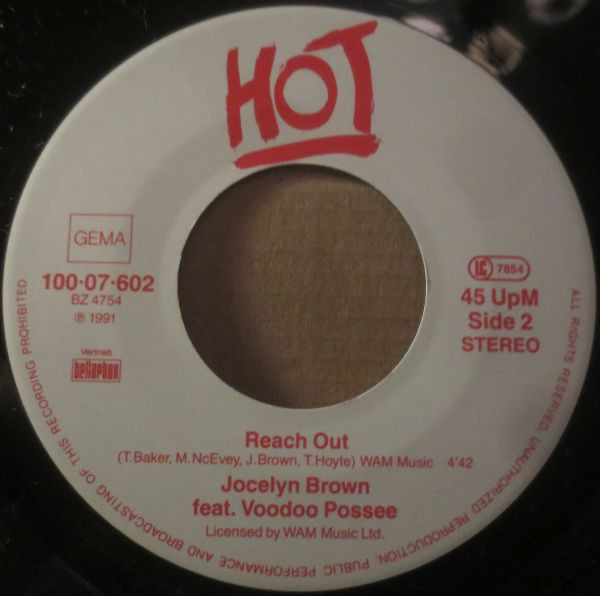 HOT
GEMA
100·07·602
BZ 4754
℗ 1991
Vertrieb
bellaphon
LC 7854
45 UpM
Side 2
STEREO
Reach Out
(T. Baker, M. NcEvey, J. Brown, T. Hoyte) WAM Music 4'42
Jocelyn Brown
feat. Voodoo Possee
Licensed by WAM Music Ltd.
ALL RIGHTS RESERVED. UNAUTHORIZED REPRODUCTION, PUBLIC PERFORMANCE AND BROADCASTING OF THIS RECORDING PROHIBITED.